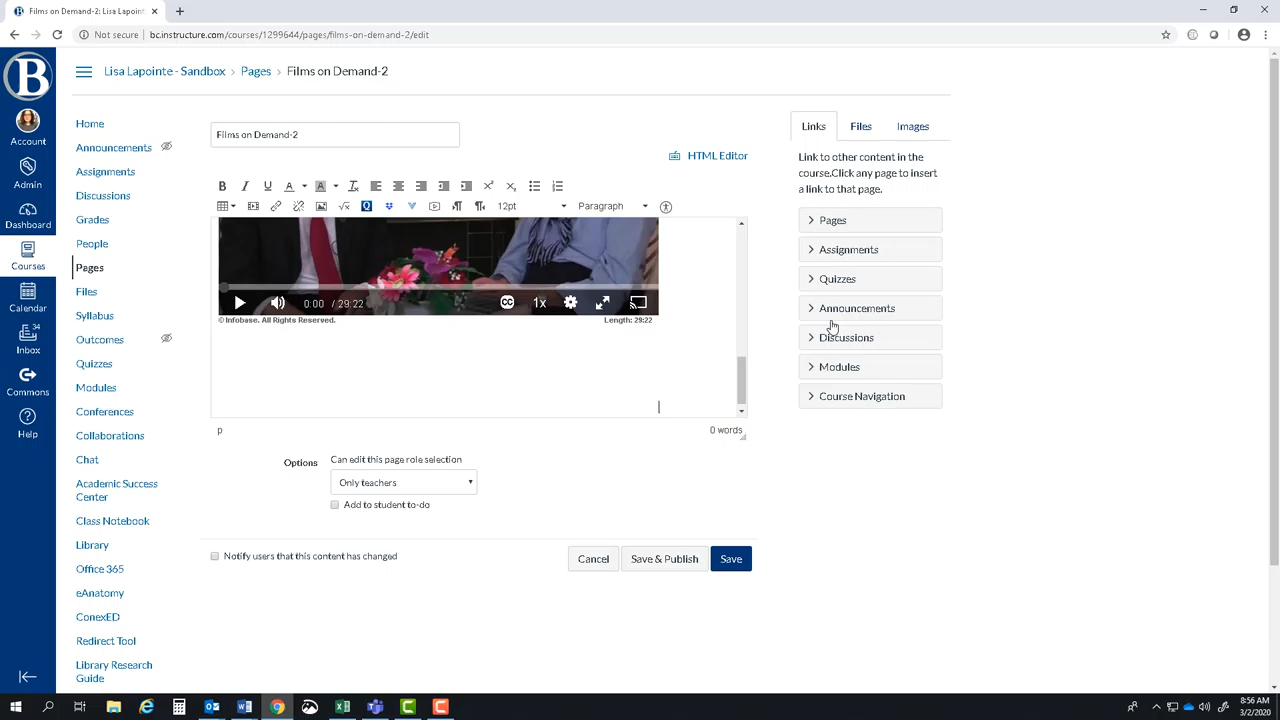 Films on Demand-2: Lisa Lapoint
Not secure | bc.instructure.com/courses/1299644/pages/films-on-demand-2/edit
B
Account
Admin
Dashboard
Courses
Calendar
34
Inbox
Commons
Help
Lisa Lapointe - Sandbox > Pages > Films on Demand-2
Home
Announcements
Assignments
Discussions
Grades
People
Pages
Files
Syllabus
Outcomes
Quizzes
Modules
Conferences
Collaborations
Chat
Academic Success
Center
Class Notebook
Library
Office 365
eAnatomy
ConexED
Redirect Tool
Library Research
Guide
Films on Demand-2
HTML Editor
12pt Paragraph
0:00 / 29:22 CC 1x
© Infobase. All Rights Reserved. Length: 29:22
p 0 words
Options Can edit this page role selection
Only teachers
Add to student to-do
Notify users that this content has changed
Cancel Save & Publish Save
Links Files Images
Link to other content in the
course.Click any page to insert
a link to that page.
Pages
Assignments
Quizzes
Announcements
Discussions
Modules
Course Navigation
8:56 AM
3/2/2020